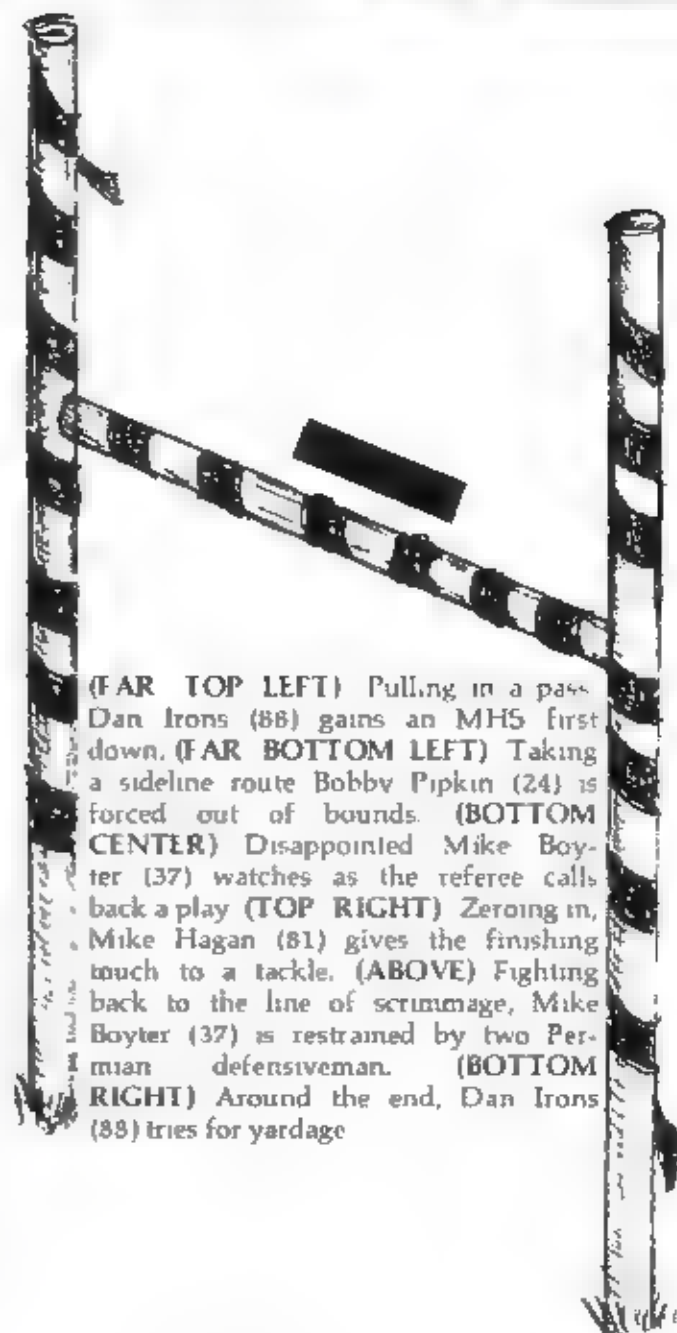 (FAR TOP LEFT) Pulling in a pass
Dan Irons (88) gains an MHS first
down. (FAR BOTTOM LEFT) Taking
a sideline route Bobby Pipkin (24) is
forced out of bounds. (BOTTOM
CENTER) Disappointed Mike Boy-
ter (37) watches as the referee calls
back a play (TOP RIGHT) Zeroing in,
Mike Hagan (81) gives the finishing
touch to a tackle. (ABOVE) Fighting
back to the line of scrimmage, Mike
Boyter (37) is restrained by two Per-
mian defensiveman. (BOTTOM
RIGHT) Around the end, Dan Irons
(88) tries for yardage